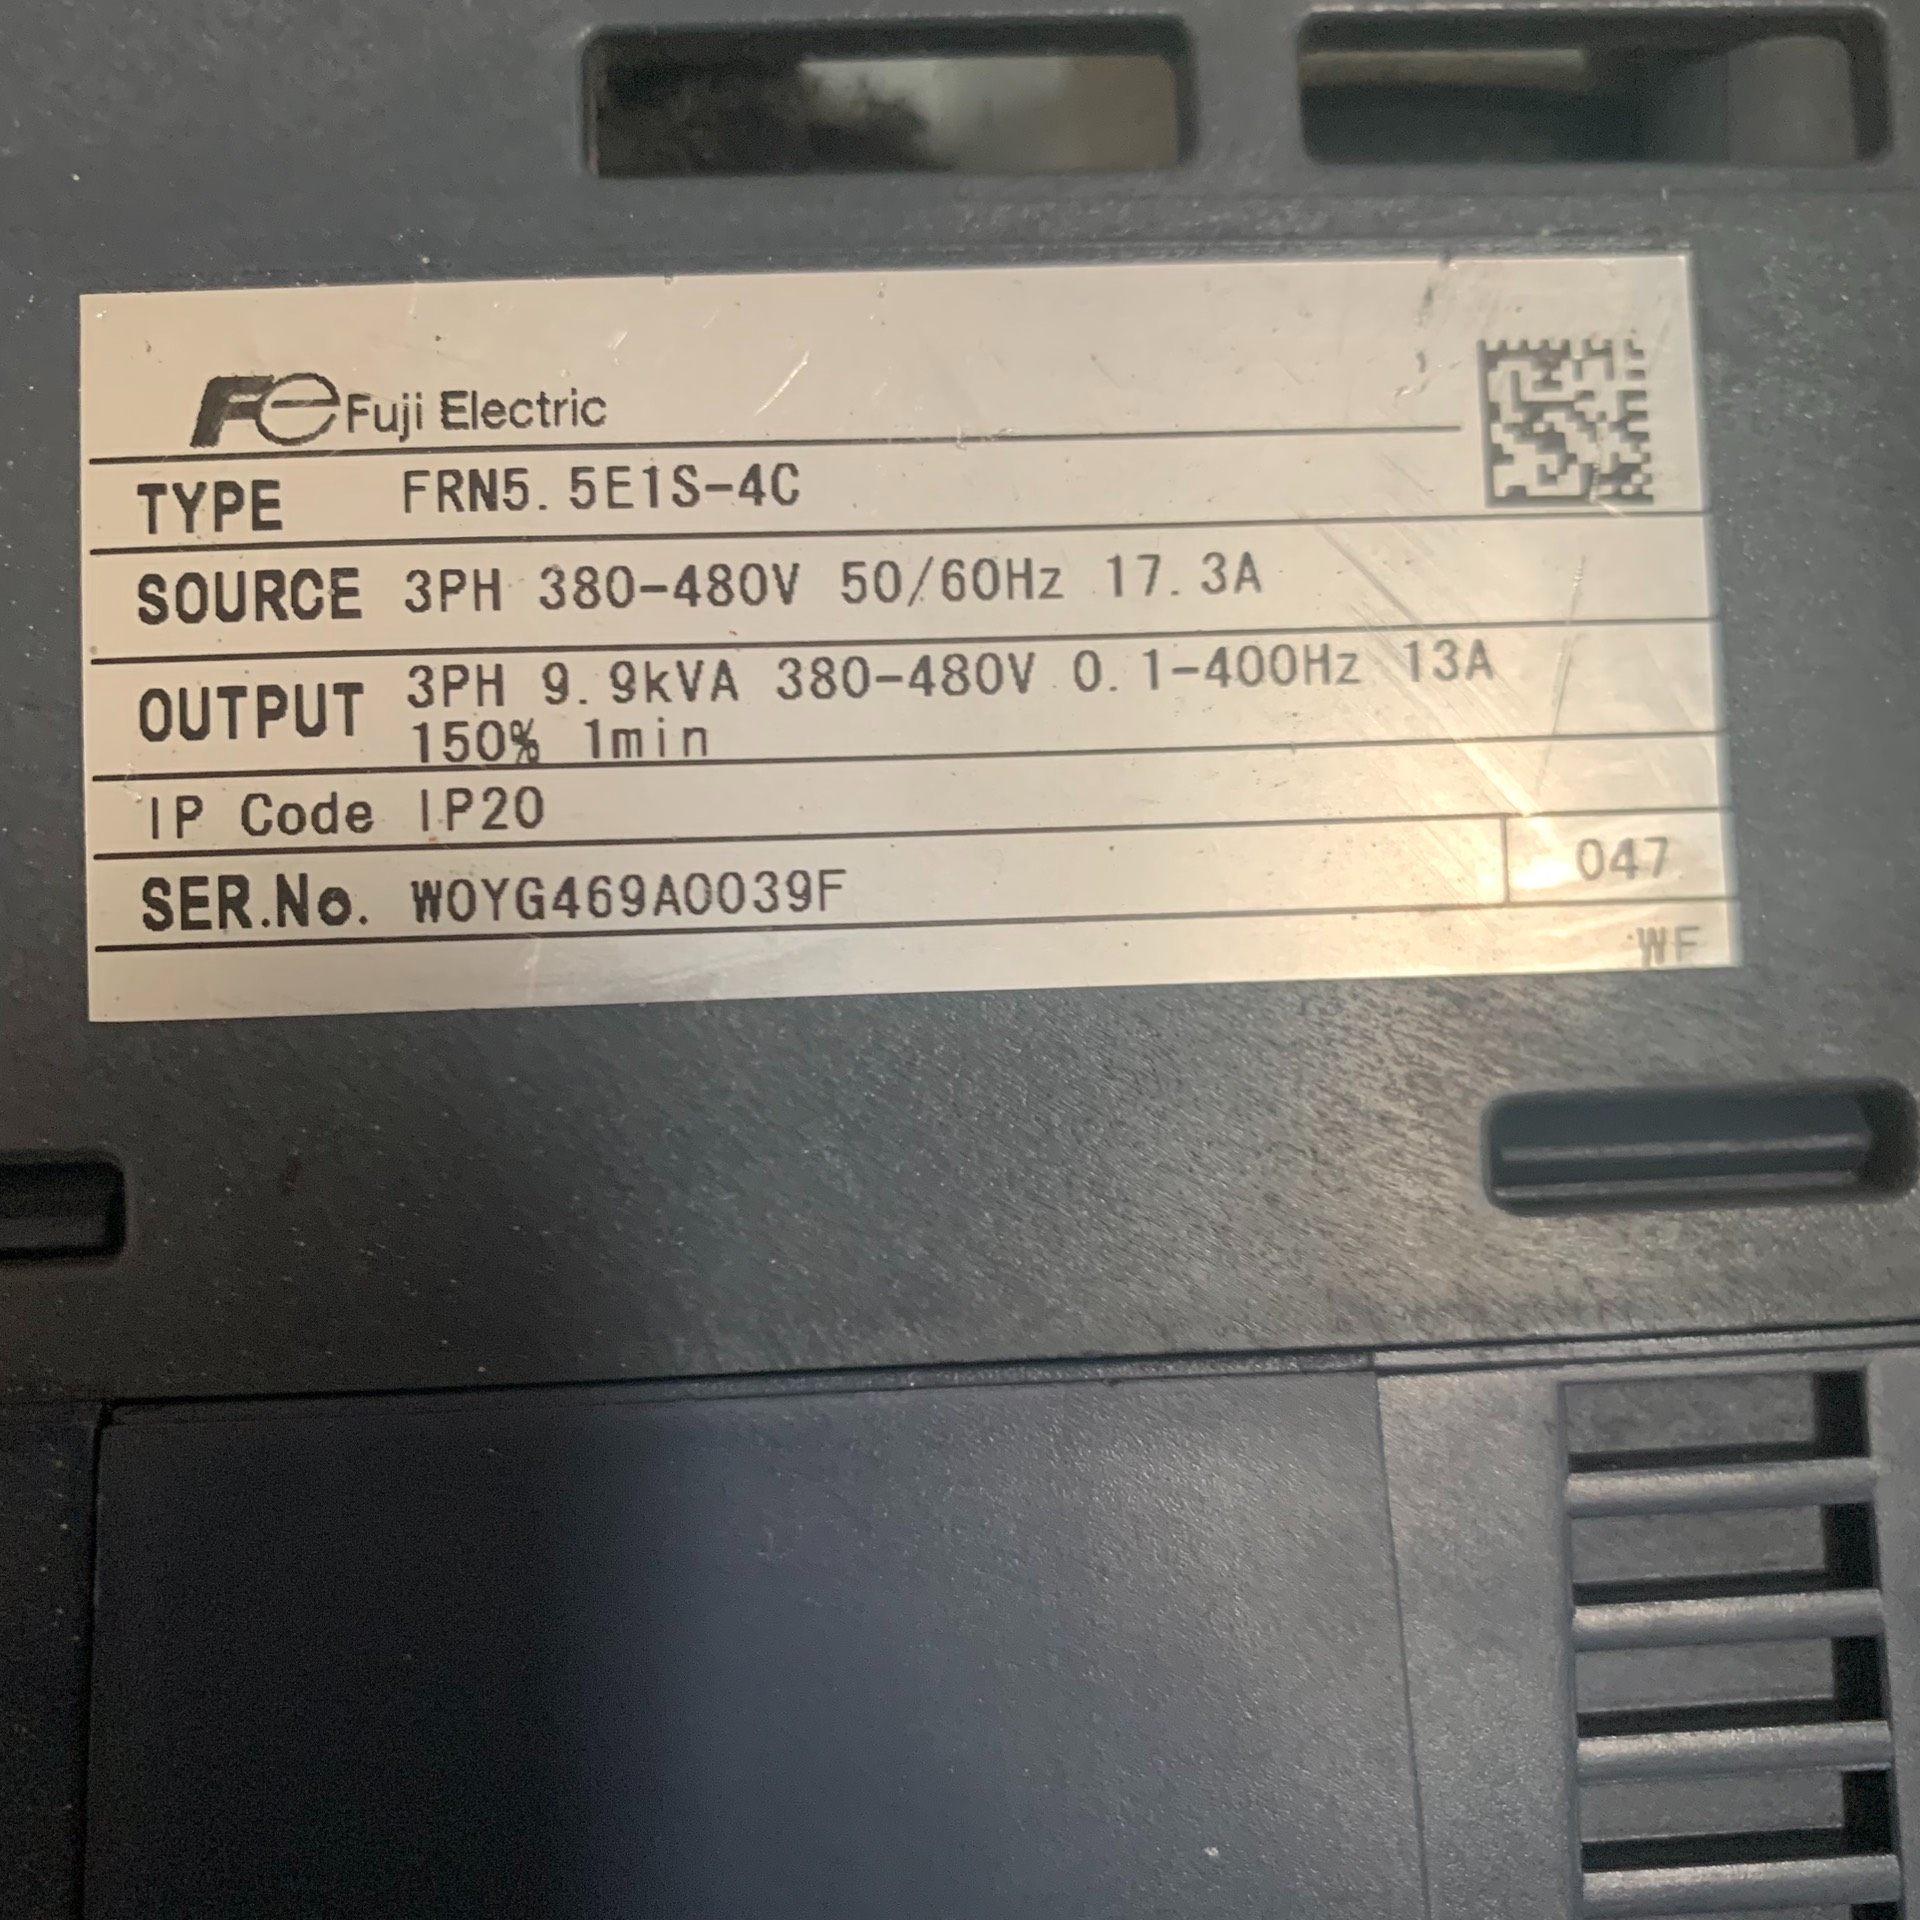 Fe Fuji Electric
TYPE FRN5.5E1S-4C
SOURCE 3PH 380-480V 50/60Hz 17.3A
OUTPUT 3PH 9.9kVA 380-480V 0.1-400Hz 13A
150% 1min
IP Code IP20
SER.No. W0YG469A0039F 047
WF